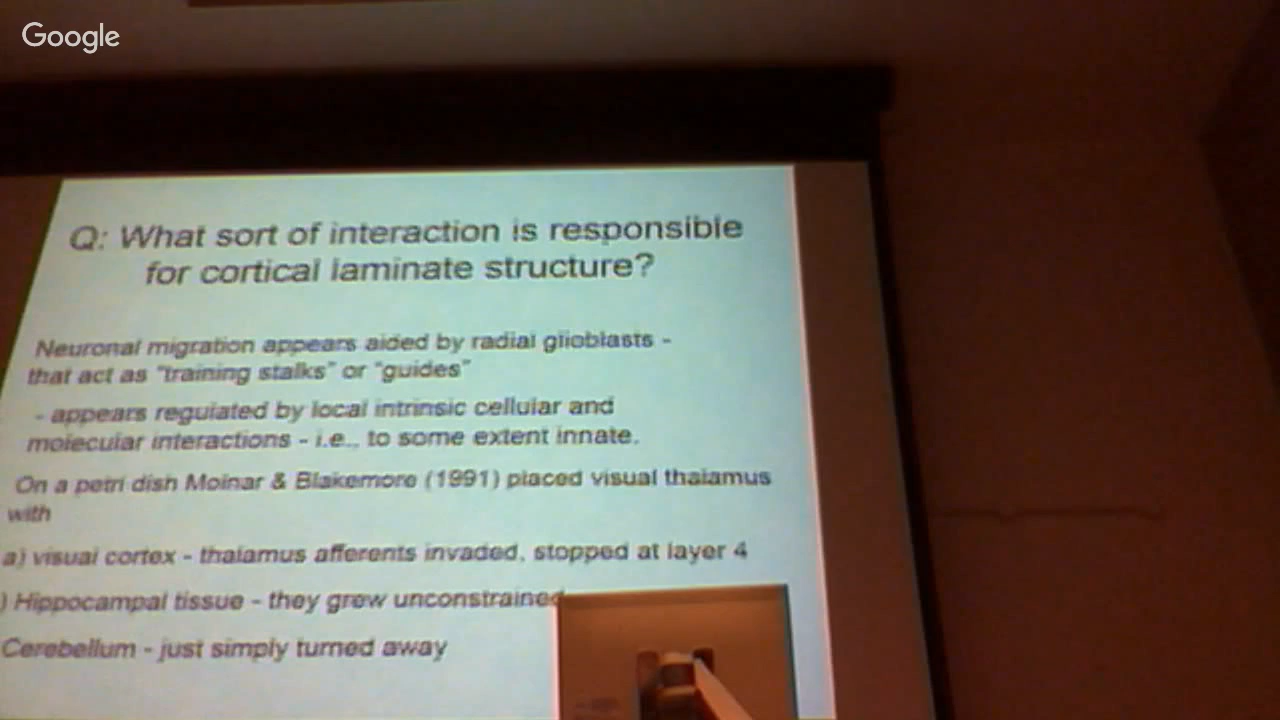 Google
Q: What sort of interaction is responsible
for cortical laminate structure?
Neuronal migration appears aided by radial glioblasts -
that act as "training stalks" or "guides"
- appears regulated by local intrinsic cellular and
molecular interactions - i.e., to some extent innate.
On a petri dish Molnar & Blakemore (1991) placed visual thalamus
with
a) visual cortex - thalamus afferents invaded, stopped at layer 4
) Hippocampal tissue - they grew unconstrained
Cerebellum - just simply turned away